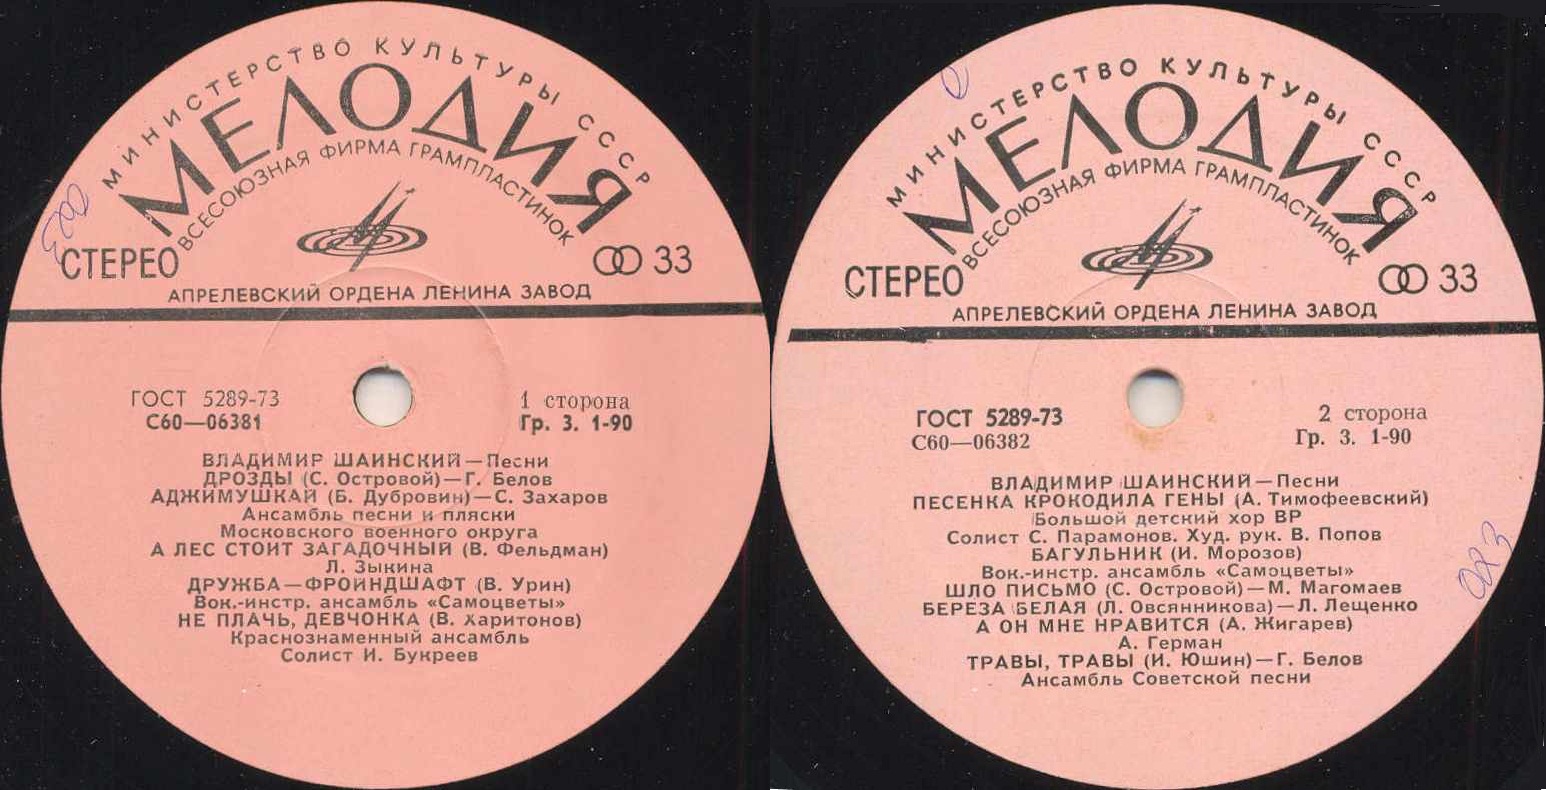 МИНИСТЕРСТВО КУЛЬТУРЫ СССР
МЕЛОДИЯ
ВСЕСОЮЗНАЯ ФИРМА ГРАМПЛАСТИНОК
СТЕРЕО
33
АПРЕЛЕВСКИЙ ОРДЕНА ЛЕНИНА ЗАВОД
ГОСТ 5289-73
С60—06381
1 сторона
Гр. 3. 1-90
ВЛАДИМИР ШАИНСКИЙ—Песни
ДРОЗДЫ (С. Островой)—Г. Белов
АДЖИМУШКАЙ (Б. Дубровин)—С. Захаров
Ансамбль песни и пляски
Московского военного округа
А ЛЕС СТОИТ ЗАГАДОЧНЫЙ (В. Фельдман)
Л. Зыкина
ДРУЖБА—ФРОЙНДШАФТ (В. Урин)
Вок.-инстр. ансамбль «Самоцветы»
НЕ ПЛАЧЬ, ДЕВЧОНКА (В. Харитонов)
Краснознаменный ансамбль
Солист И. Букреев
МИНИСТЕРСТВО КУЛЬТУРЫ СССР
МЕЛОДИЯ
ВСЕСОЮЗНАЯ ФИРМА ГРАМПЛАСТИНОК
СТЕРЕО
33
АПРЕЛЕВСКИЙ ОРДЕНА ЛЕНИНА ЗАВОД
ГОСТ 5289-73
С60—06382
2 сторона
Гр. 3. 1-90
ВЛАДИМИР ШАИНСКИЙ—Песни
ПЕСЕНКА КРОКОДИЛА ГЕНЫ (А. Тимофеевский)
Большой детский хор ВР
Солист С. Парамонов. Худ. рук. В. Попов
БАГУЛЬНИК (И. Морозов)
Вок.-инстр. ансамбль «Самоцветы»
ШЛО ПИСЬМО (С. Островой)—М. Магомаев
БЕРЕЗА БЕЛАЯ (Л. Овсянникова)—Л. Лещенко
А ОН МНЕ НРАВИТСЯ (А. Жигарев)
А. Герман
ТРАВЫ, ТРАВЫ (И. Юшин)—Г. Белов
Ансамбль Советской песни